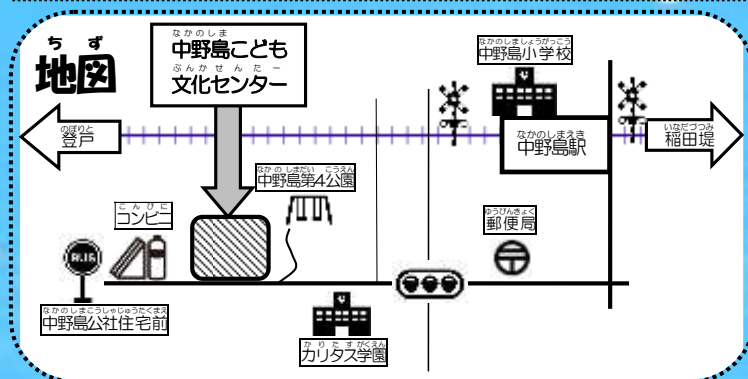 ちず
地図
なかのしま
中野島こども
ぶんかせんたー
文化センター
なかのしましょうがっこう
中野島小学校
のぼりと
登戸
なかのしまえき
中野島駅
いなだづつみ
稲田堤
なかのしまだい こうえん
中野島第4公園
こんびに
コンビニ
ゆうびんきょく
郵便局
BUS
なかのしまこうしゃじゅうたくまえ
中野島公社住宅前
かりたすがくえん
カリタス学園